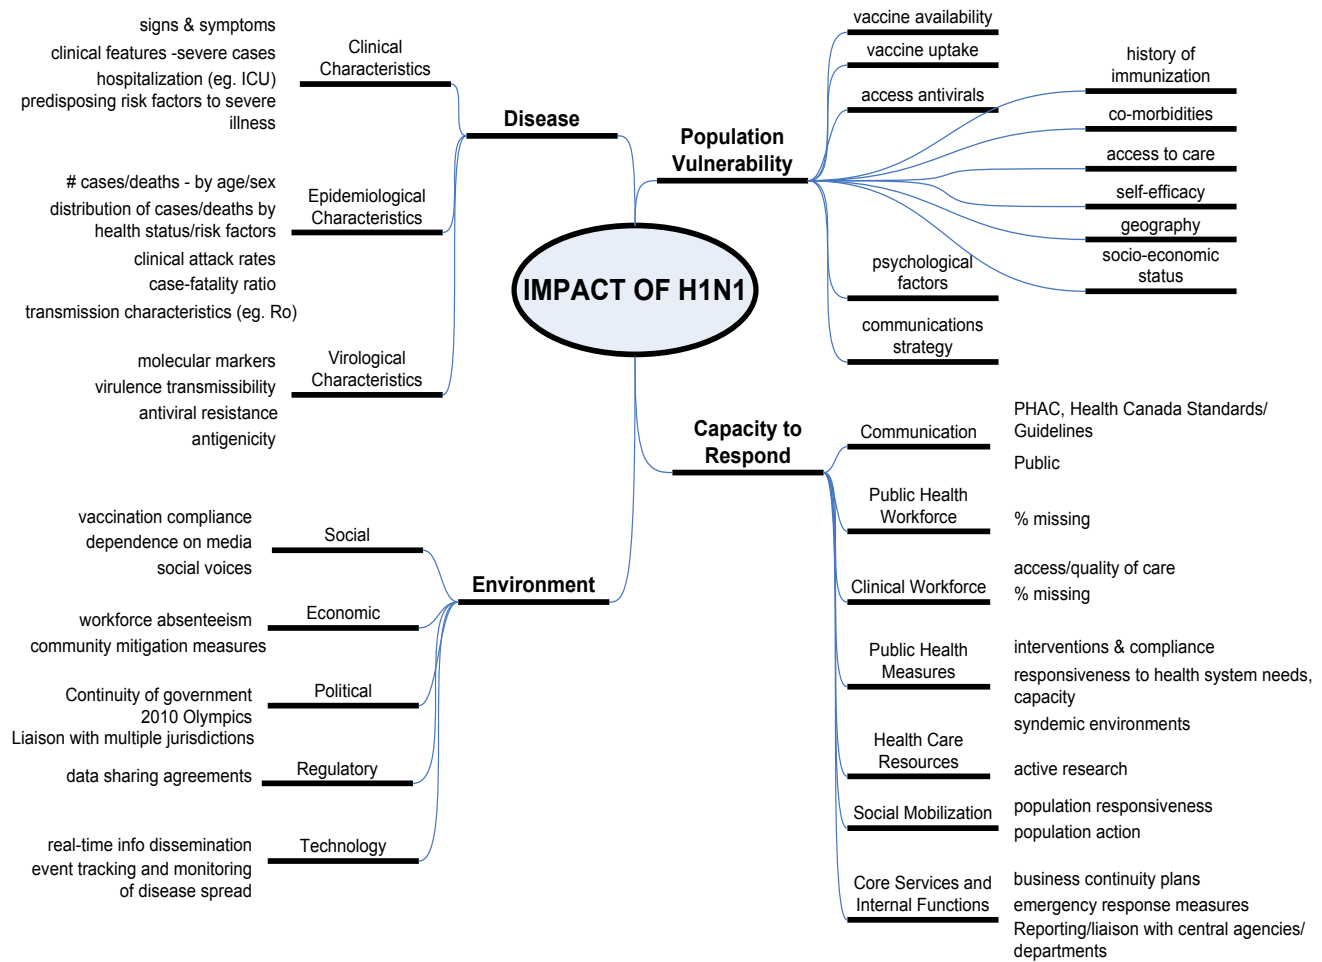 IMPACT OF H1N1
Disease
Clinical
Characteristics
signs & symptoms
clinical features -severe cases
hospitalization (eg. ICU)
predisposing risk factors to severe
illness
Epidemiological
Characteristics
# cases/deaths - by age/sex
distribution of cases/deaths by
health status/risk factors
clinical attack rates
case-fatality ratio
transmission characteristics (eg. Ro)
Virological
Characteristics
molecular markers
virulence transmissibility
antiviral resistance
antigenicity
Environment
Social
vaccination compliance
dependence on media
social voices
Economic
workforce absenteeism
community mitigation measures
Political
Continuity of government
2010 Olympics
Liaison with multiple jurisdictions
Regulatory
data sharing agreements
Technology
real-time info dissemination
event tracking and monitoring
of disease spread
Population
Vulnerability
vaccine availability
vaccine uptake
access antivirals
history of
immunization
co-morbidities
access to care
self-efficacy
geography
socio-economic
status
psychological
factors
communications
strategy
Capacity to
Respond
Communication
PHAC, Health Canada Standards/
Guidelines
Public
Public Health
Workforce
% missing
Clinical Workforce
access/quality of care
% missing
Public Health
Measures
interventions & compliance
responsiveness to health system needs,
capacity
syndemic environments
Health Care
Resources
active research
Social Mobilization
population responsiveness
population action
Core Services and
Internal Functions
business continuity plans
emergency response measures
Reporting/liaison with central agencies/
departments